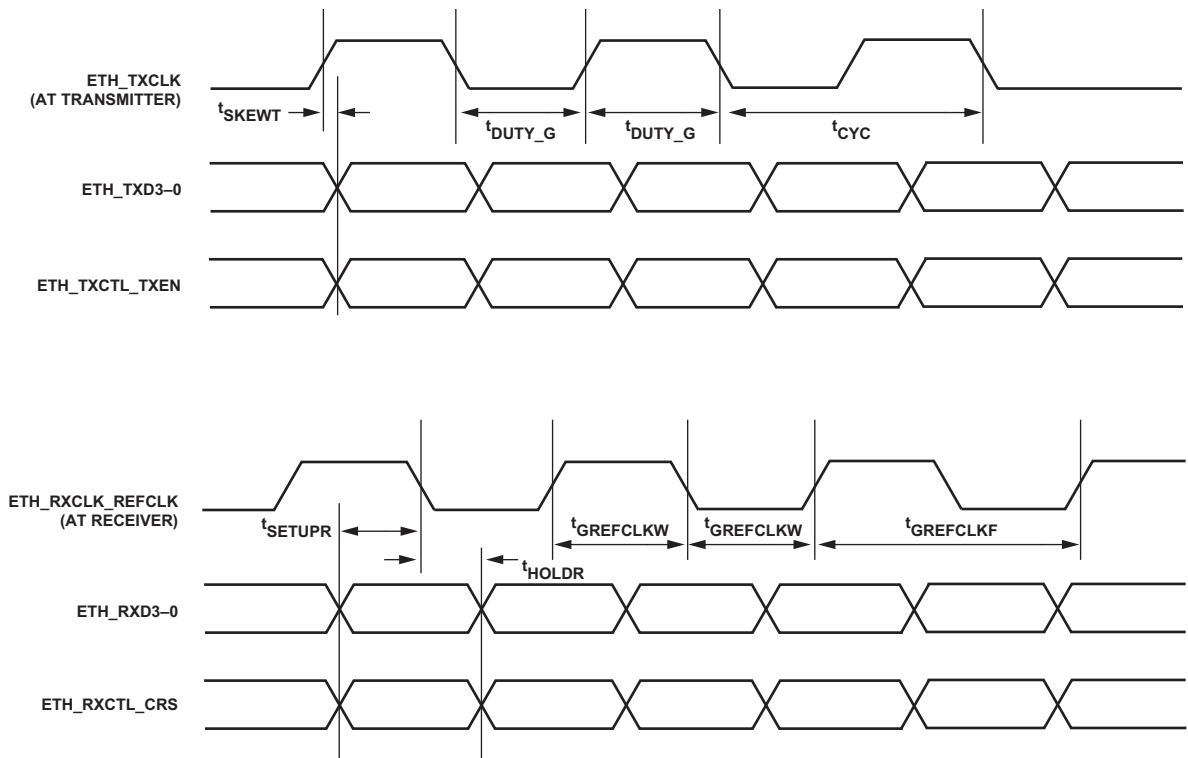 ETH_TXCLK
(AT TRANSMITTER)
tSKEWT
tDUTY_G
tDUTY_G
tCYC
ETH_TXD3–0
ETH_TXCTL_TXEN
ETH_RXCLK_REFCLK
(AT RECEIVER)
tSETUPR
tGREFCLKW
tGREFCLKW
tGREFCLKF
tHOLDR
ETH_RXD3–0
ETH_RXCTL_CRS